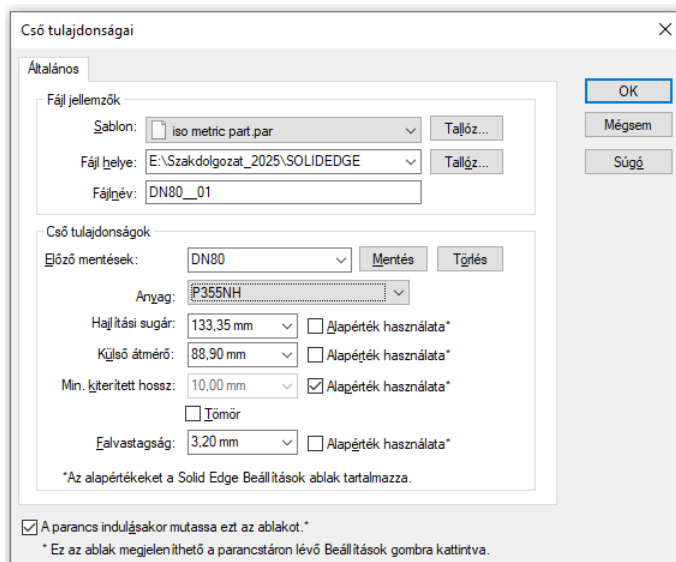 Cső tulajdonságai
Általános
Fájl jellemzők
Sablon: iso metric part.par Tallóz...
Fájl helye: E:\Szakdolgozat_2025\SOLIDEDGE Tallóz...
Fájlnév: DN80__01
OK
Mégsem
Súgó
Cső tulajdonságok
Előző mentések: DN80 Mentés Törlés
Anyag: P355NH
Hajlítási sugár: 133,35 mm Alapérték használata*
Külső átmérő: 88,90 mm Alapérték használata*
Min. kiterített hossz: 10,00 mm Alapérték használata*
Tömör
Falvastagság: 3,20 mm Alapérték használata*
*Az alapértékeket a Solid Edge Beállítások ablak tartalmazza.
A parancs indulásakor mutassa ezt az ablakot.*
* Ez az ablak megjeleníthető a parancstáron lévő Beállítások gombra kattintva.